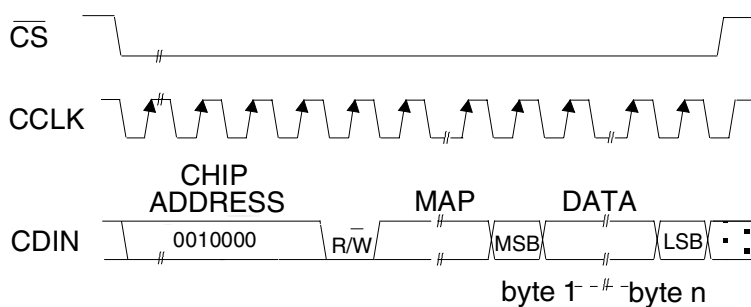 CS
CCLK
CHIP
ADDRESS
MAP
DATA
CDIN
0010000
R/W
MSB
LSB
byte 1
byte n